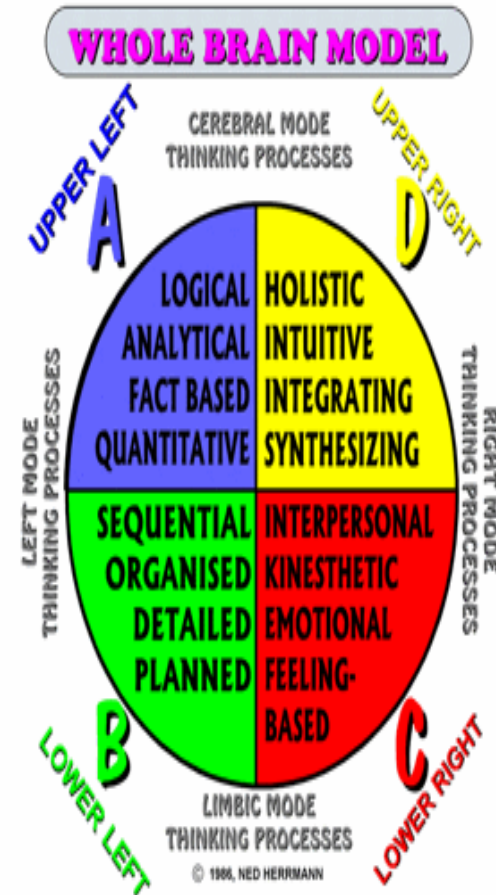 WHOLE BRAIN MODEL
UPPER LEFT
CEREBRAL MODE
THINKING PROCESSES
UPPER RIGHT
A
D
LOGICAL
ANALYTICAL
FACT BASED
QUANTITATIVE
HOLISTIC
INTUITIVE
INTEGRATING
SYNTHESIZING
LEFT MODE
THINKING PROCESSES
RIGHT MODE
THINKING PROCESSES
SEQUENTIAL
ORGANISED
DETAILED
PLANNED
INTERPERSONAL
KINESTHETIC
EMOTIONAL
FEELING-
BASED
B
C
LOWER LEFT
LIMBIC MODE
THINKING PROCESSES
LOWER RIGHT
© 1986, NED HERRMANN